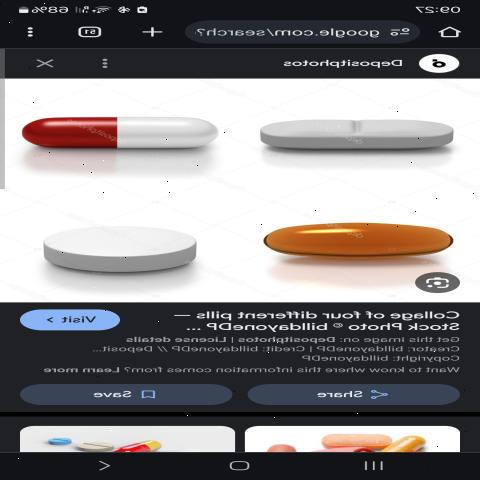 09:27 68%
google.com/search? 51
Depositphotos
Collage of four different pills —
Stock Photo © billdayoneDP ...
Visit >
Get this image on: Depositphotos | License details
Creator: billdayoneDP | Credit: billdayoneDP // DP...
Copyright: billdayoneDP
Want to know where this information comes from? Learn more
Share Save